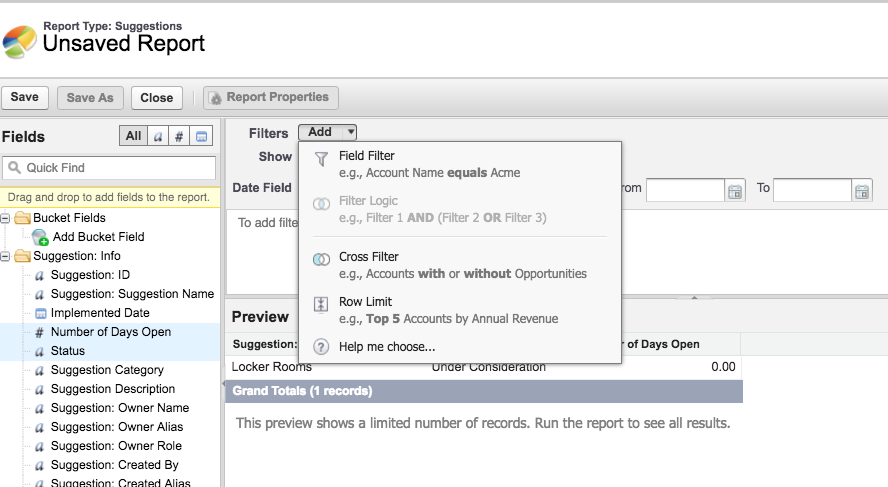 Report Type: Suggestions
Unsaved Report
Save
Save As
Close
Report Properties
Fields
All
a
#
Quick Find
Drag and drop to add fields to the report.
Bucket Fields
Add Bucket Field
Suggestion: Info
a Suggestion: ID
a Suggestion: Suggestion Name
Implemented Date
# Number of Days Open
a Status
a Suggestion Category
a Suggestion Description
a Suggestion: Owner Name
a Suggestion: Owner Alias
a Suggestion: Owner Role
a Suggestion: Created By
a Suggestion: Created Alias
Filters
Add
Show
Date Field
To
To add filte
Field Filter
e.g., Account Name equals Acme
Filter Logic
e.g., Filter 1 AND (Filter 2 OR Filter 3)
Cross Filter
e.g., Accounts with or without Opportunities
Row Limit
e.g., Top 5 Accounts by Annual Revenue
? Help me choose...
Preview
Suggestion:
of Days Open
Locker Rooms
Under Consideration
0.00
Grand Totals (1 records)
This preview shows a limited number of records. Run the report to see all results.